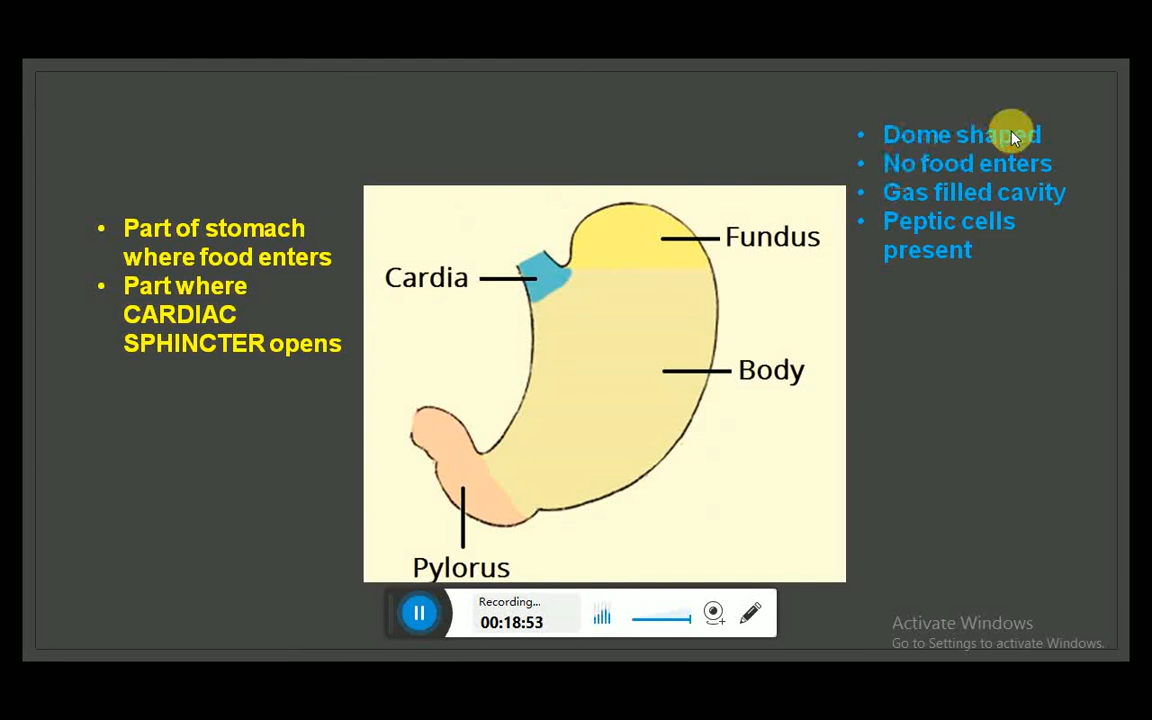 • Part of stomach
where food enters
• Part where
CARDIAC
SPHINCTER opens
• Dome shaped
• No food enters
• Gas filled cavity
• Peptic cells
present
Fundus
Cardia
Body
Pylorus
Recording...
00:18:53
Activate Windows
Go to Settings to activate Windows.